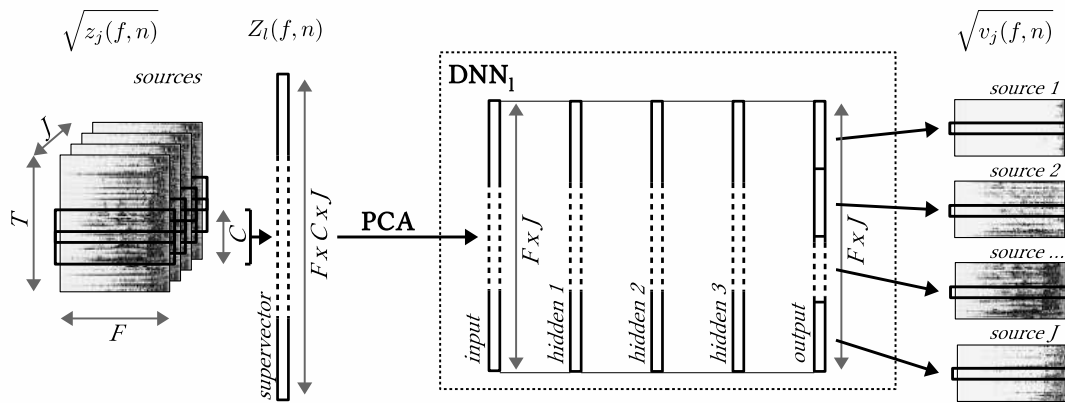 √z_j(f, n)
Z_l(f, n)
√v_j(f, n)
sources
J
T
F
C
F x C x J
supervector
PCA
DNN_l
F x J
input
hidden 1
hidden 2
hidden 3
output
F x J
source 1
source 2
source ...
source J